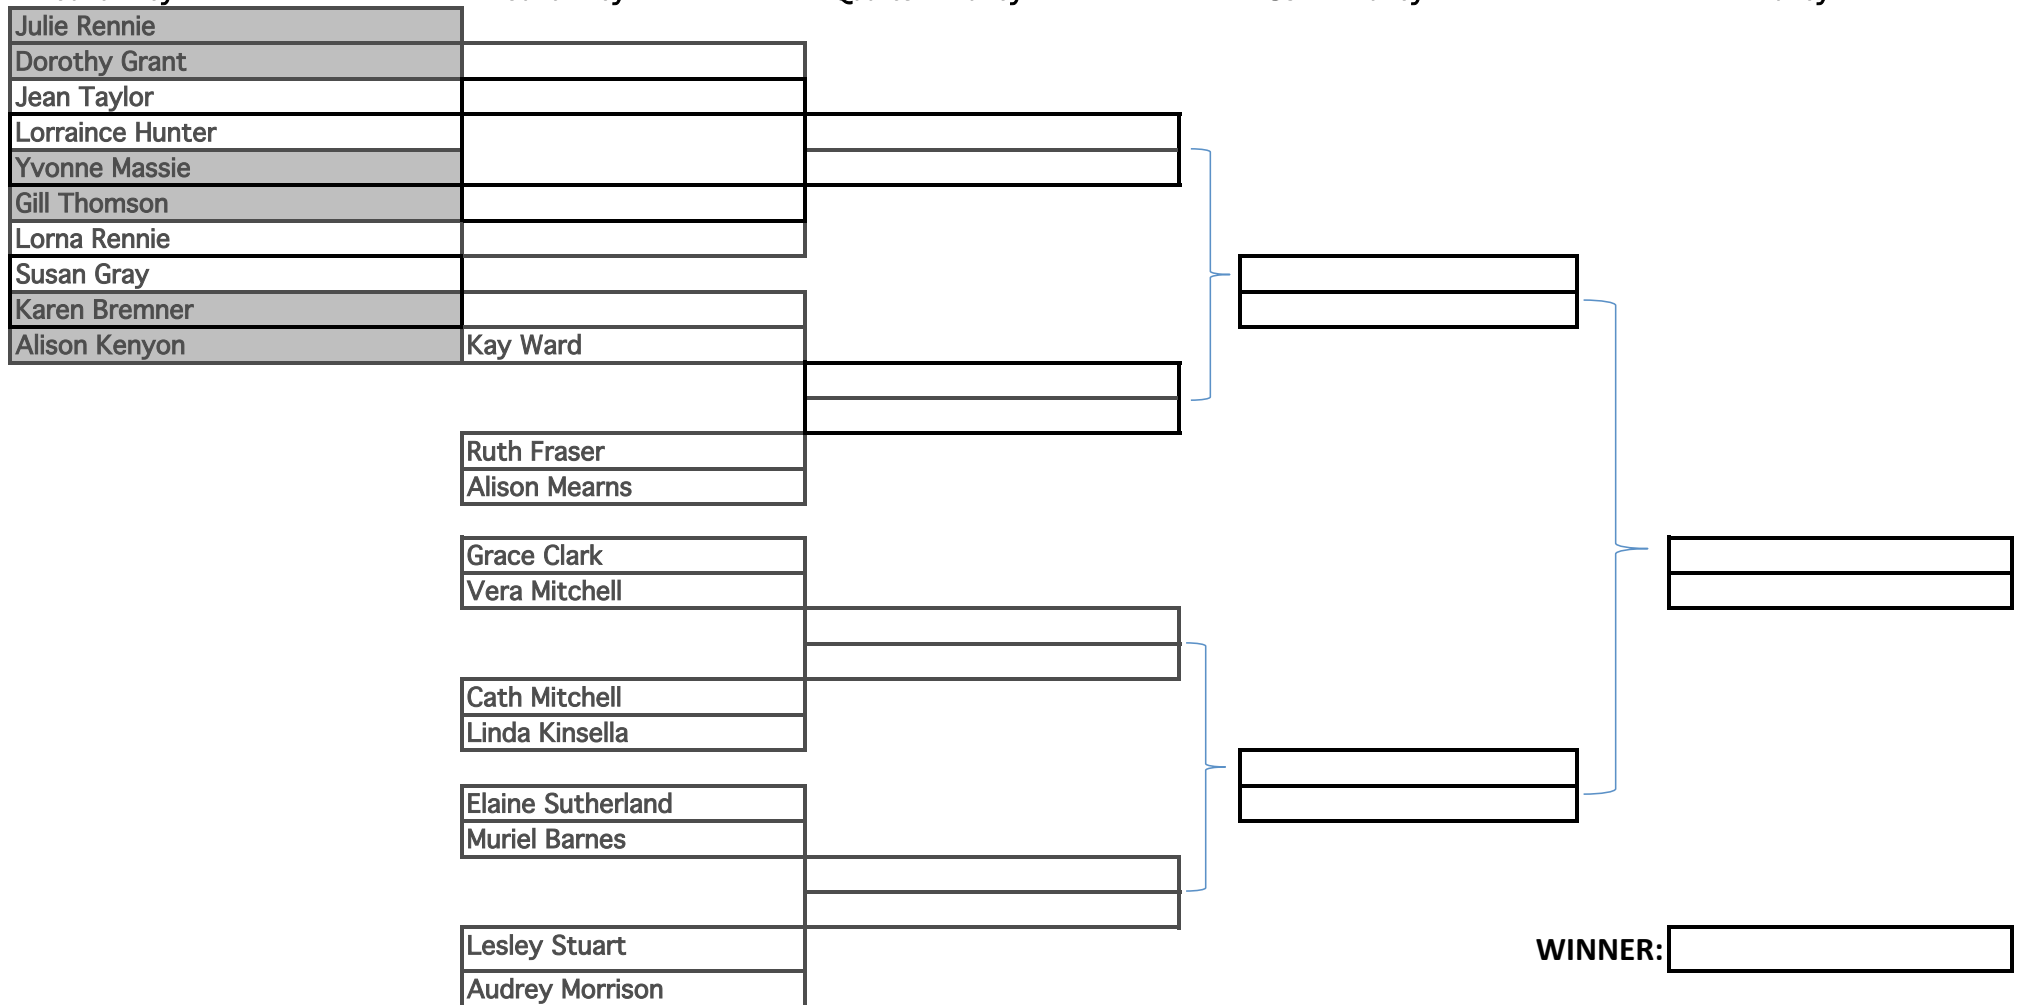 Julie Rennie
Dorothy Grant
Jean Taylor
Lorraince Hunter
Yvonne Massie
Gill Thomson
Lorna Rennie
Susan Gray
Karen Bremner
Alison Kenyon
Kay Ward
Ruth Fraser
Alison Mearns
Grace Clark
Vera Mitchell
Cath Mitchell
Linda Kinsella
Elaine Sutherland
Muriel Barnes
Lesley Stuart
WINNER:
Audrey Morrison